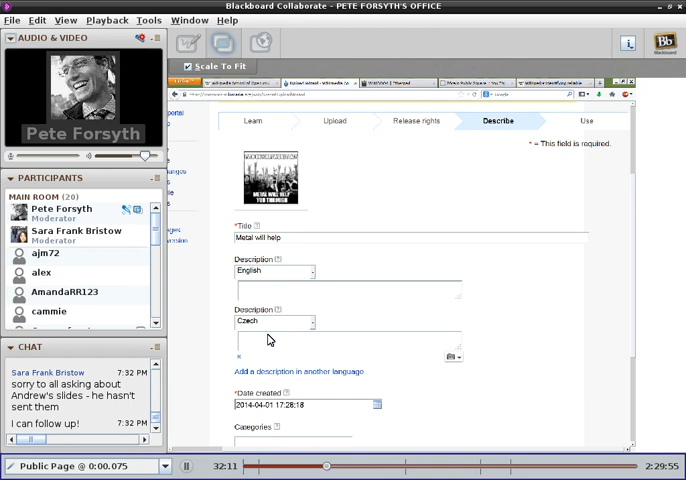 Blackboard Collaborate - PETE FORSYTH'S OFFICE
File Edit View Playback Tools Window Help
AUDIO & VIDEO
Pete Forsyth
Scale To Fit
i
Bb
PARTICIPANTS
MAIN ROOM (20)
Pete Forsyth
Moderator
Sara Frank Bristow
Moderator
ajm72
alex
AmandaRR123
cammie
CHAT
Sara Frank Bristow 7:32 PM
sorry to all asking about
Andrew's slides - he hasn't
sent them
7:32 PM
I can follow up!
Learn Upload Release rights Describe Use
* = This field is required.
METAL WILL HELP
YOU THROUGH
*Title ?
Metal will help
Description ?
English
Description ?
Czech
Add a description in another language
*Date created ?
2014-04-01 17:28:18
Categories ?
portal
Public Page @ 0:00.075
32:11
2:29:55